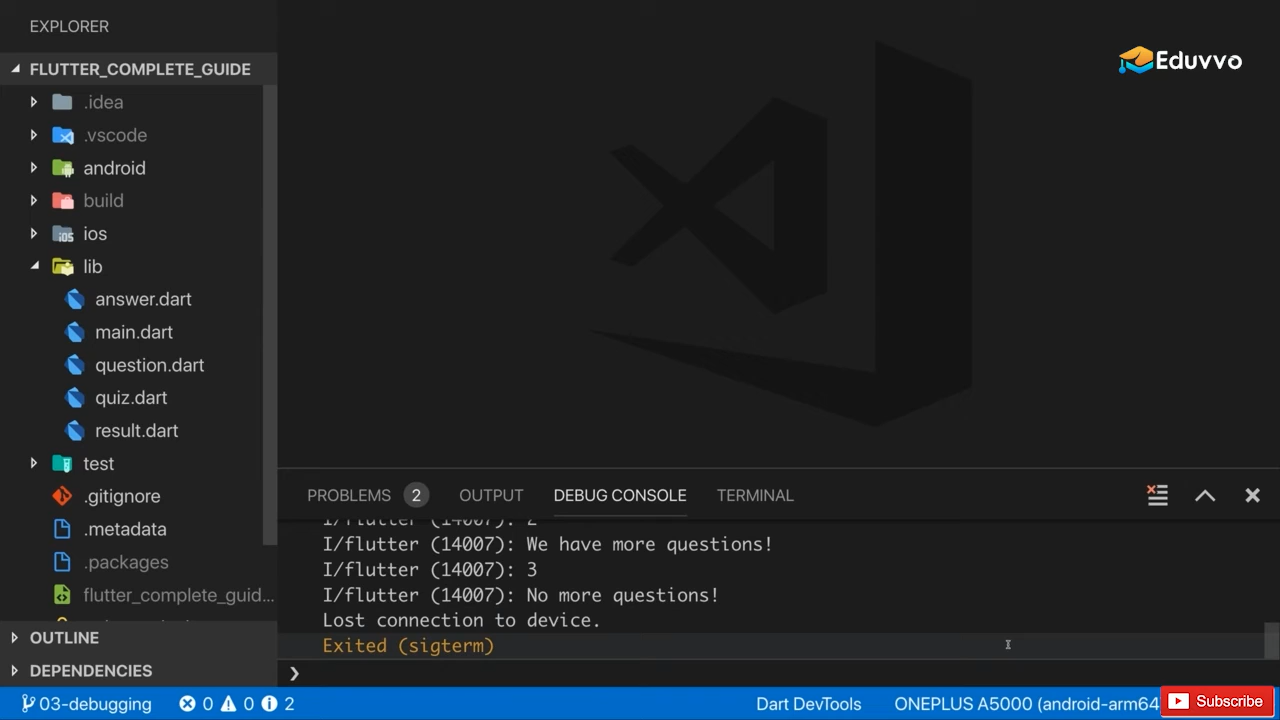 EXPLORER
FLUTTER_COMPLETE_GUIDE
.idea
.vscode
android
build
ios
lib
answer.dart
main.dart
question.dart
quiz.dart
result.dart
test
.gitignore
.metadata
.packages
flutter_complete_guid...
OUTLINE
DEPENDENCIES
Eduvvo
PROBLEMS 2 OUTPUT DEBUG CONSOLE TERMINAL
I/flutter (14007): 2
I/flutter (14007): We have more questions!
I/flutter (14007): 3
I/flutter (14007): No more questions!
Lost connection to device.
Exited (sigterm)
03-debugging 0 0 2 Dart DevTools ONEPLUS A5000 (android-arm64
Subscribe